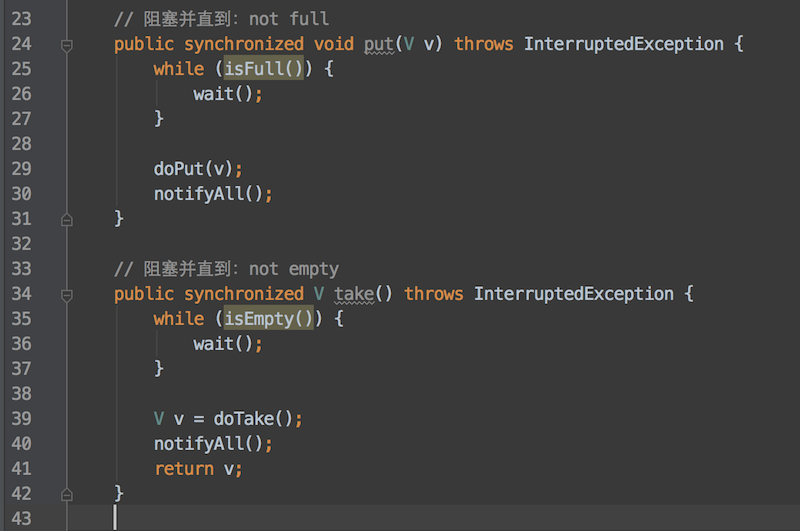 23 // 阻塞并直到：not full
24 public synchronized void put(V v) throws InterruptedException {
25 while (isFull()) {
26 wait();
27 }
28
29 doPut(v);
30 notifyAll();
31 }
32
33 // 阻塞并直到：not empty
34 public synchronized V take() throws InterruptedException {
35 while (isEmpty()) {
36 wait();
37 }
38
39 V v = doTake();
40 notifyAll();
41 return v;
42 }
43